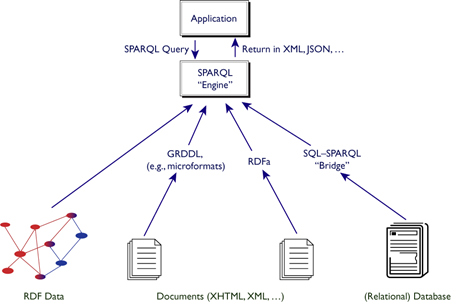 Application
SPARQL Query
Return in XML, JSON, …
SPARQL
“Engine”
GRDDL,
(e.g., microformats)
RDFa
SQL–SPARQL
“Bridge”
RDF Data
Documents (XHTML, XML, …)
(Relational) Database